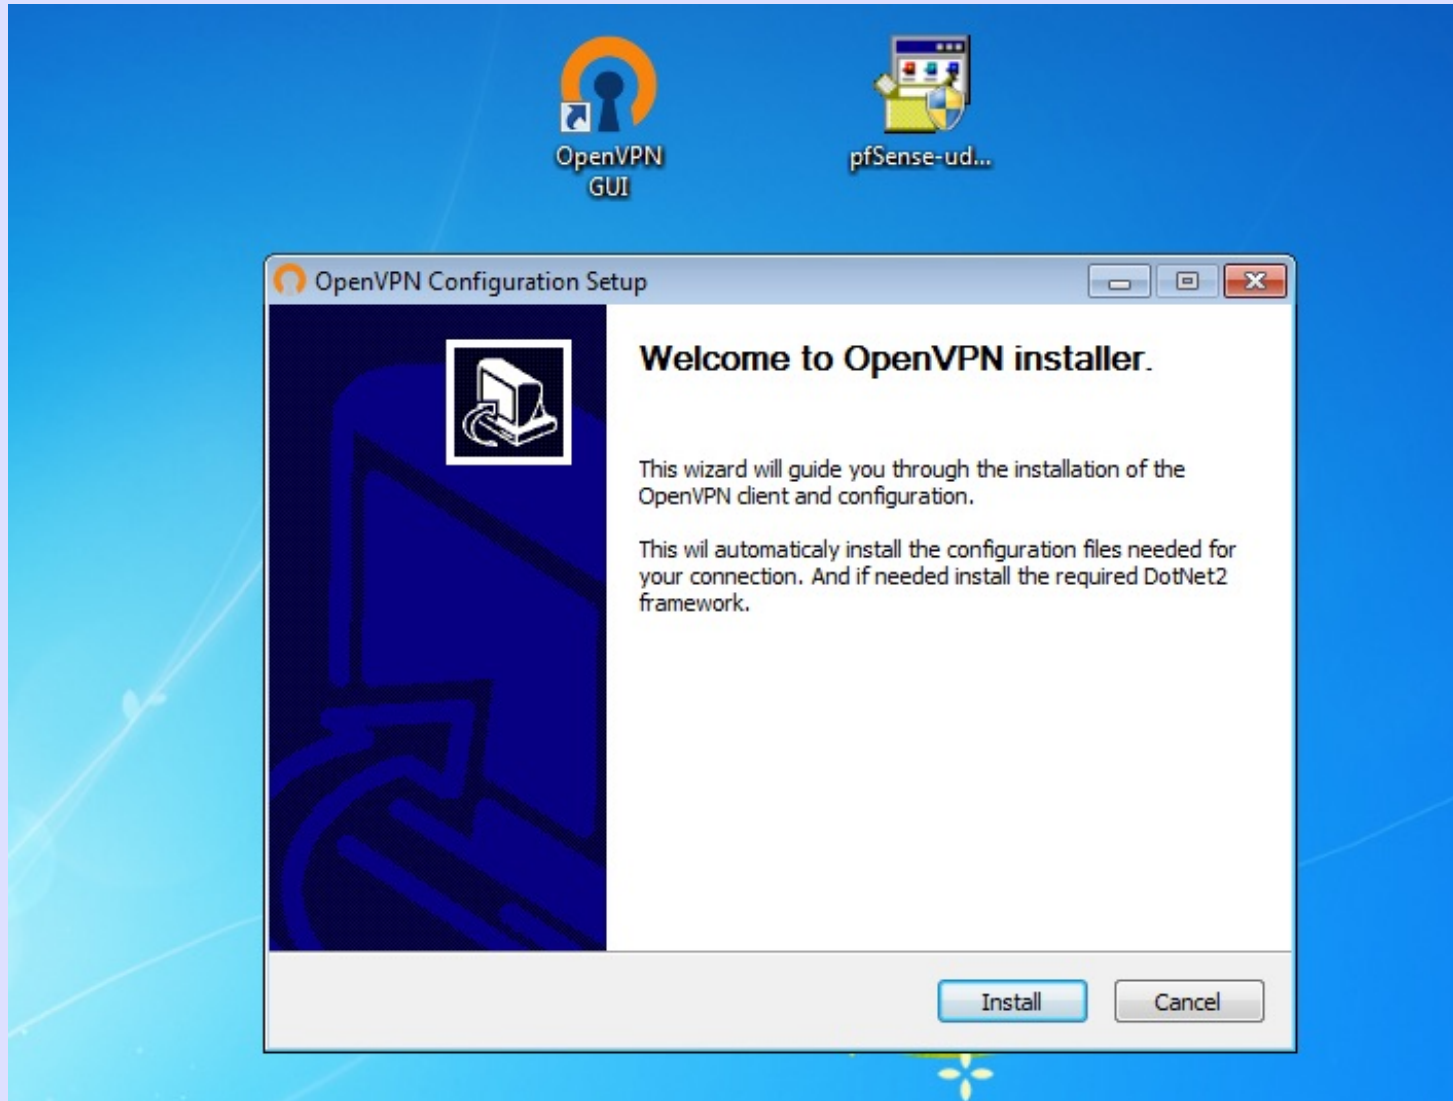 OpenVPN
GUI
pfSense-ud...
OpenVPN Configuration Setup
Welcome to OpenVPN installer.
This wizard will guide you through the installation of the
OpenVPN client and configuration.
This wil automaticaly install the configuration files needed for
your connection. And if needed install the required DotNet2
framework.
Install
Cancel